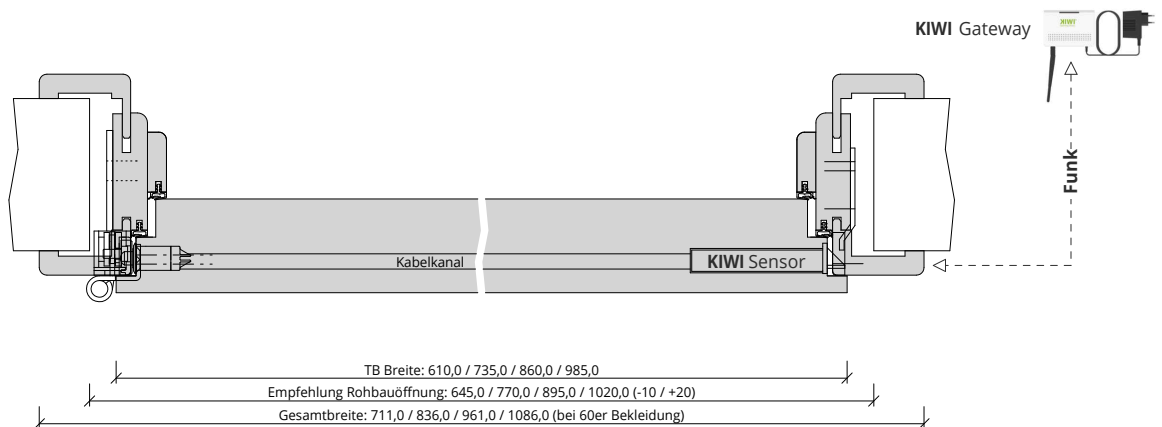 KIWI Gateway
KIWI
Funk
Kabelkanal
KIWI Sensor
TB Breite: 610,0 / 735,0 / 860,0 / 985,0
Empfehlung Rohbauöffnung: 645,0 / 770,0 / 895,0 / 1020,0 (-10 / +20)
Gesamtbreite: 711,0 / 836,0 / 961,0 / 1086,0 (bei 60er Bekleidung)